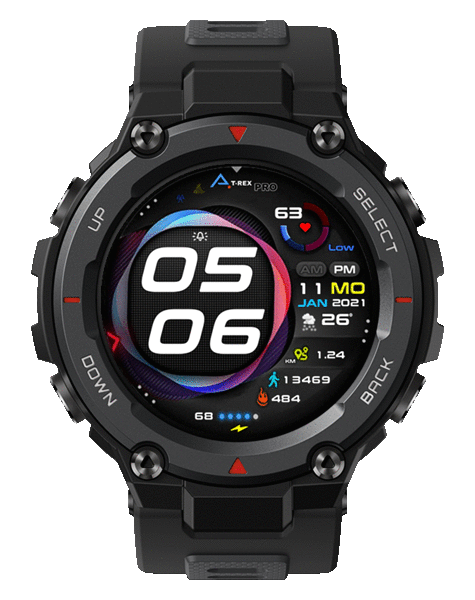 UP
SELECT
DOWN
BACK
A T-REX PRO
63
Low
AM PM
11 MO
JAN 2021
26°
05
06
KM 1.24
13469
484
68